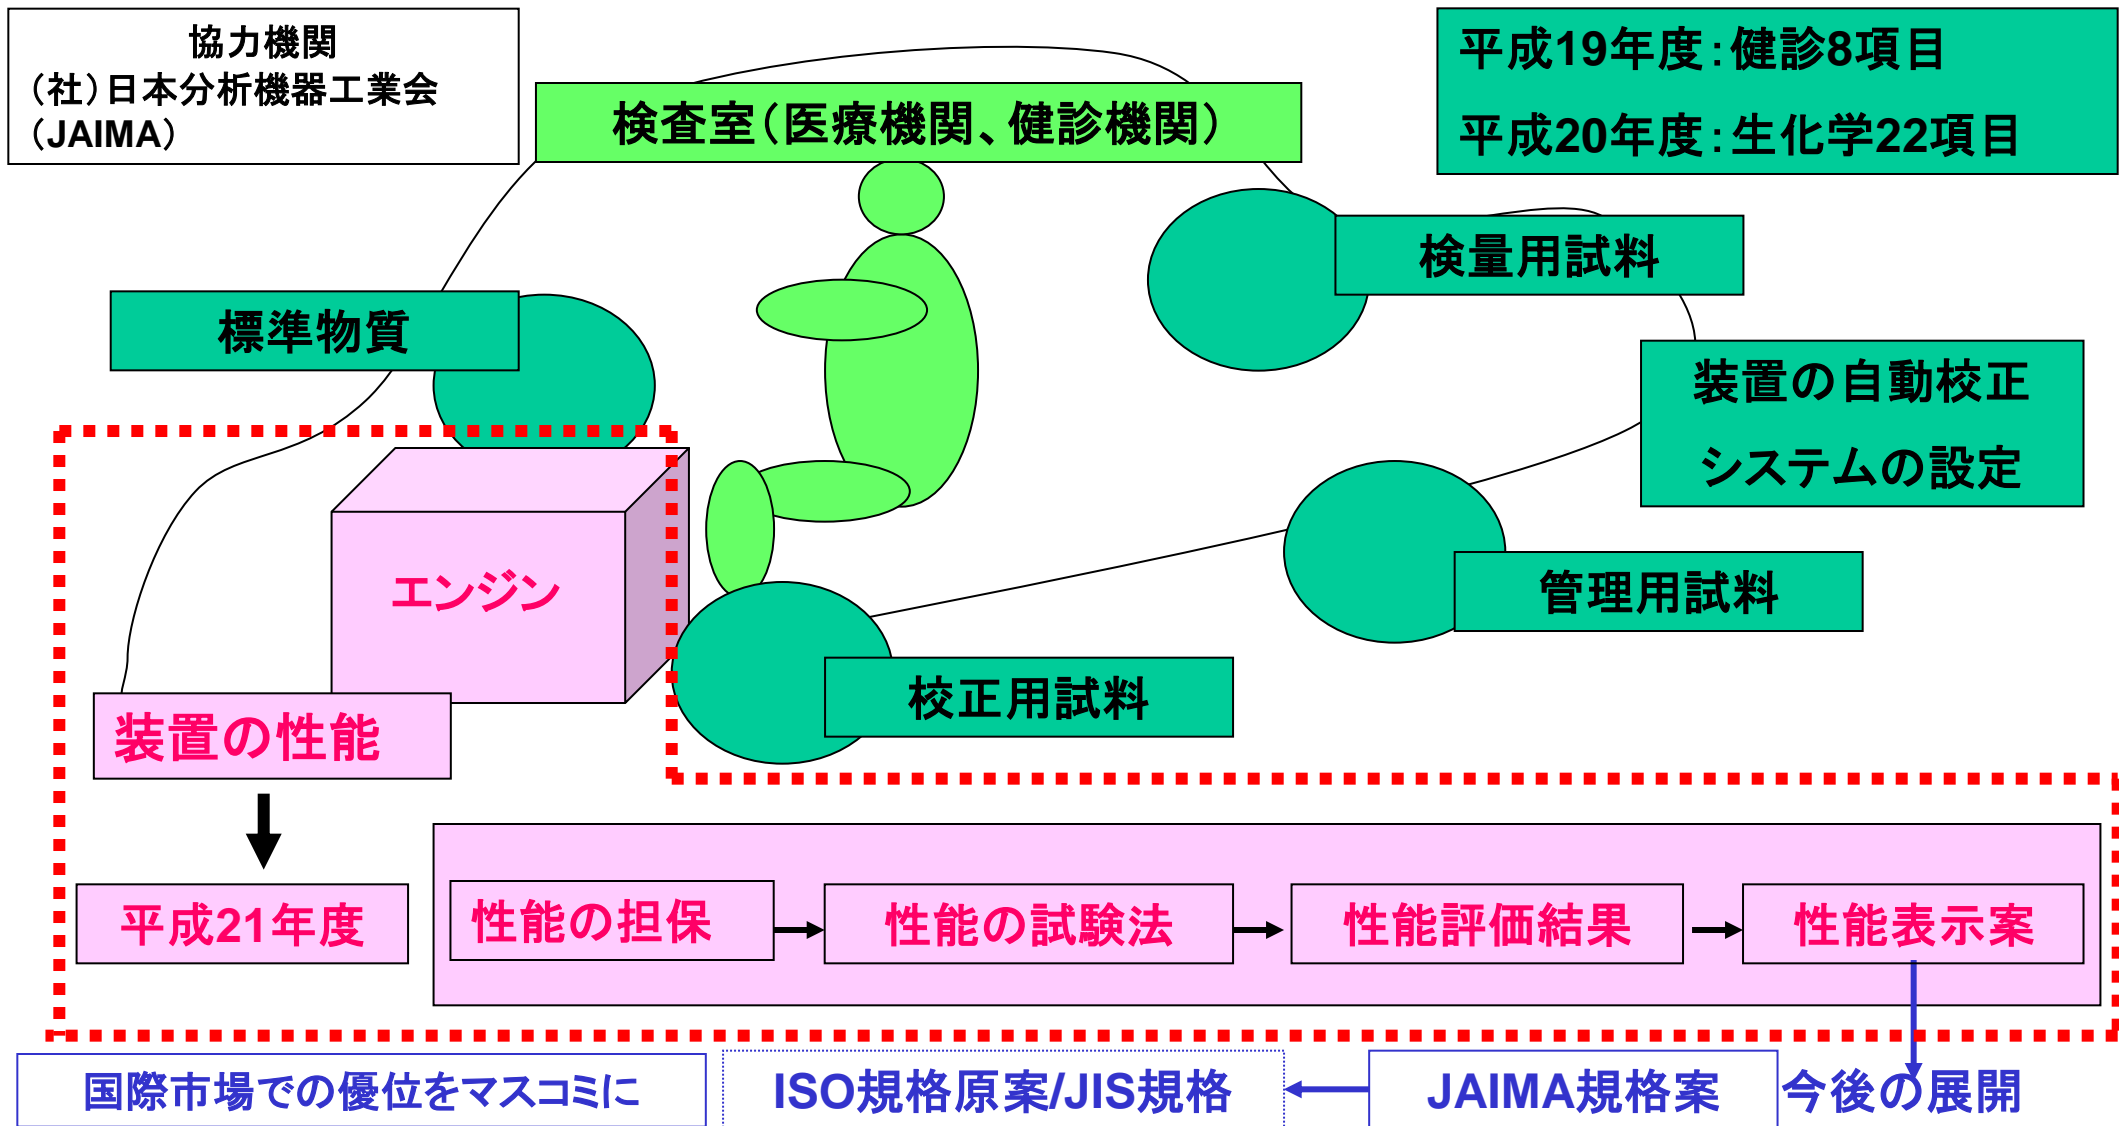 協力機関
（社）日本分析機器工業会
（JAIMA）
平成19年度：健診8項目
平成20年度：生化学22項目
検査室（医療機関、健診機関）
検量用試料
標準物質
装置の自動校正
システムの設定
エンジン
管理用試料
校正用試料
装置の性能
平成21年度
性能の担保
性能の試験法
性能評価結果
性能表示案
国際市場での優位をマスコミに
ISO規格原案/JIS規格
JAIMA規格案
今後の展開